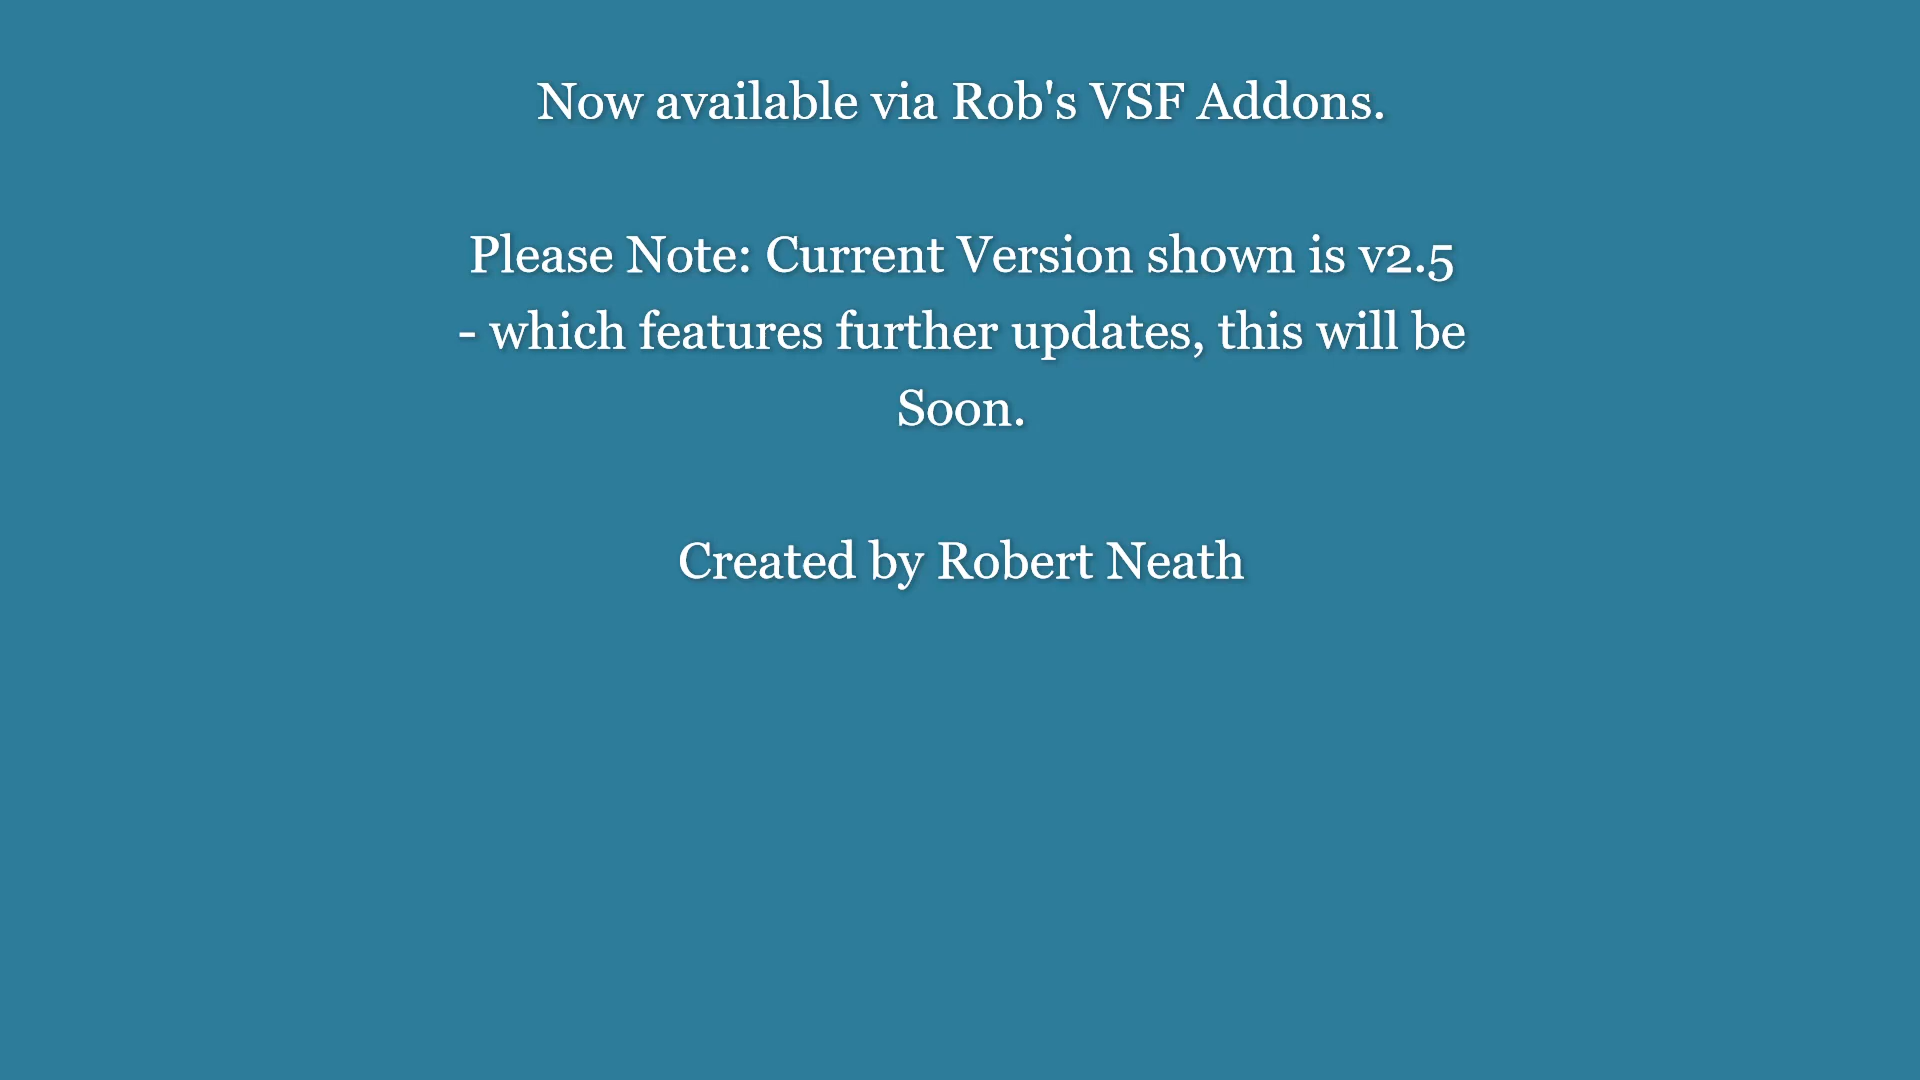 Now available via Rob's VSF Addons.
Please Note: Current Version shown is v2.5
- which features further updates, this will be
Soon.
Created by Robert Neath